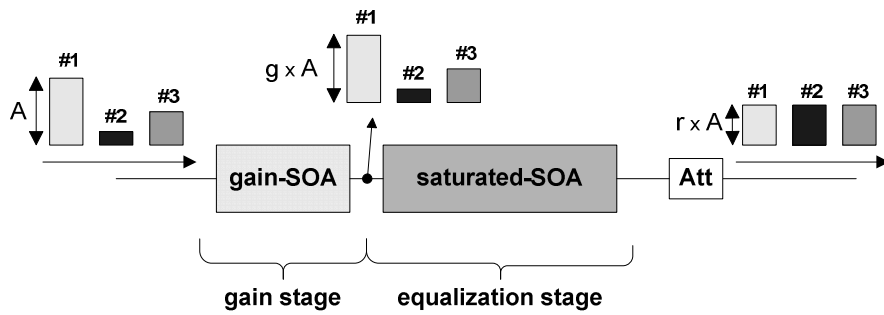 #1
#2
#3
A
#1
#2
#3
g x A
#1
#2
#3
r x A
gain-SOA
saturated-SOA
Att
gain stage
equalization stage